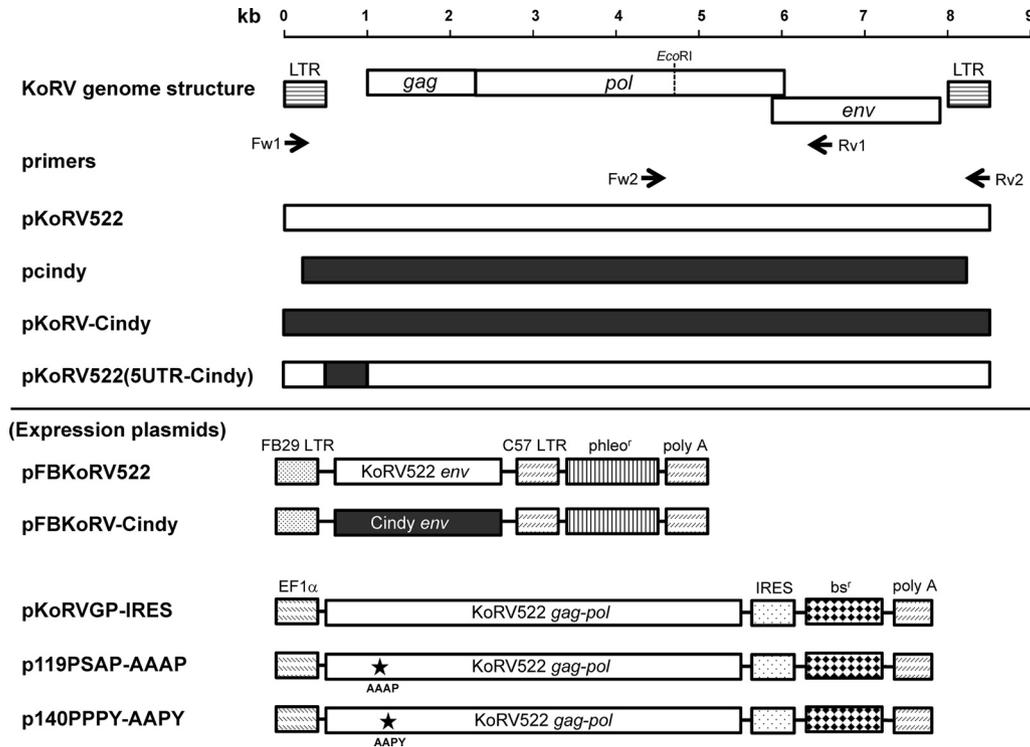 kb 0 1 2 3 4 5 6 7 8 9
EcoRI
LTR LTR
KoRV genome structure gag pol
env
Fw1 Rv1
primers
Fw2 Rv2
pKoRV522
pcindy
pKoRV-Cindy
pKoRV522(5UTR-Cindy)
(Expression plasmids)
FB29 LTR C57 LTR phleoʳ poly A
pFBKoRV522 KoRV522 env
pFBKoRV-Cindy Cindy env
EF1α IRES bsʳ poly A
pKoRVGP-IRES KoRV522 gag-pol
p119PSAP-AAAP KoRV522 gag-pol
AAAP
p140PPPY-AAPY KoRV522 gag-pol
AAPY